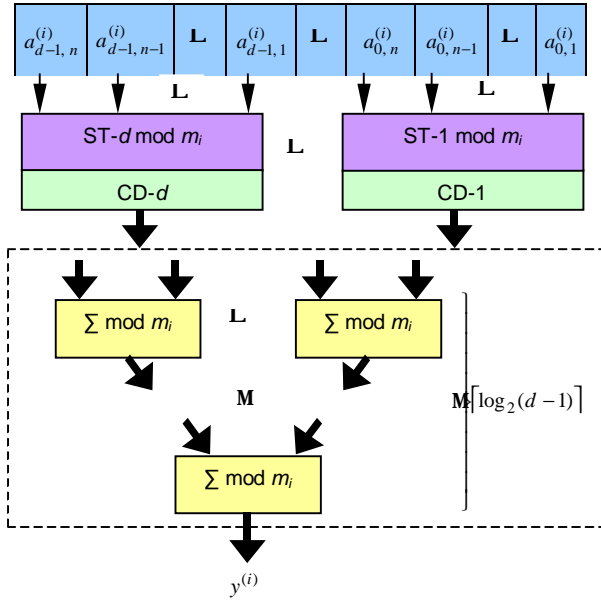 a_{d-1, n}^{(i)} a_{d-1, n-1}^{(i)} L a_{d-1, 1}^{(i)} L a_{0, n}^{(i)} a_{0, n-1}^{(i)} L a_{0, 1}^{(i)}
L L
ST-d mod m_i L ST-1 mod m_i
CD-d CD-1
∑ mod m_i L ∑ mod m_i
M M ⌈log_2(d-1)⌉
∑ mod m_i
y^{(i)}